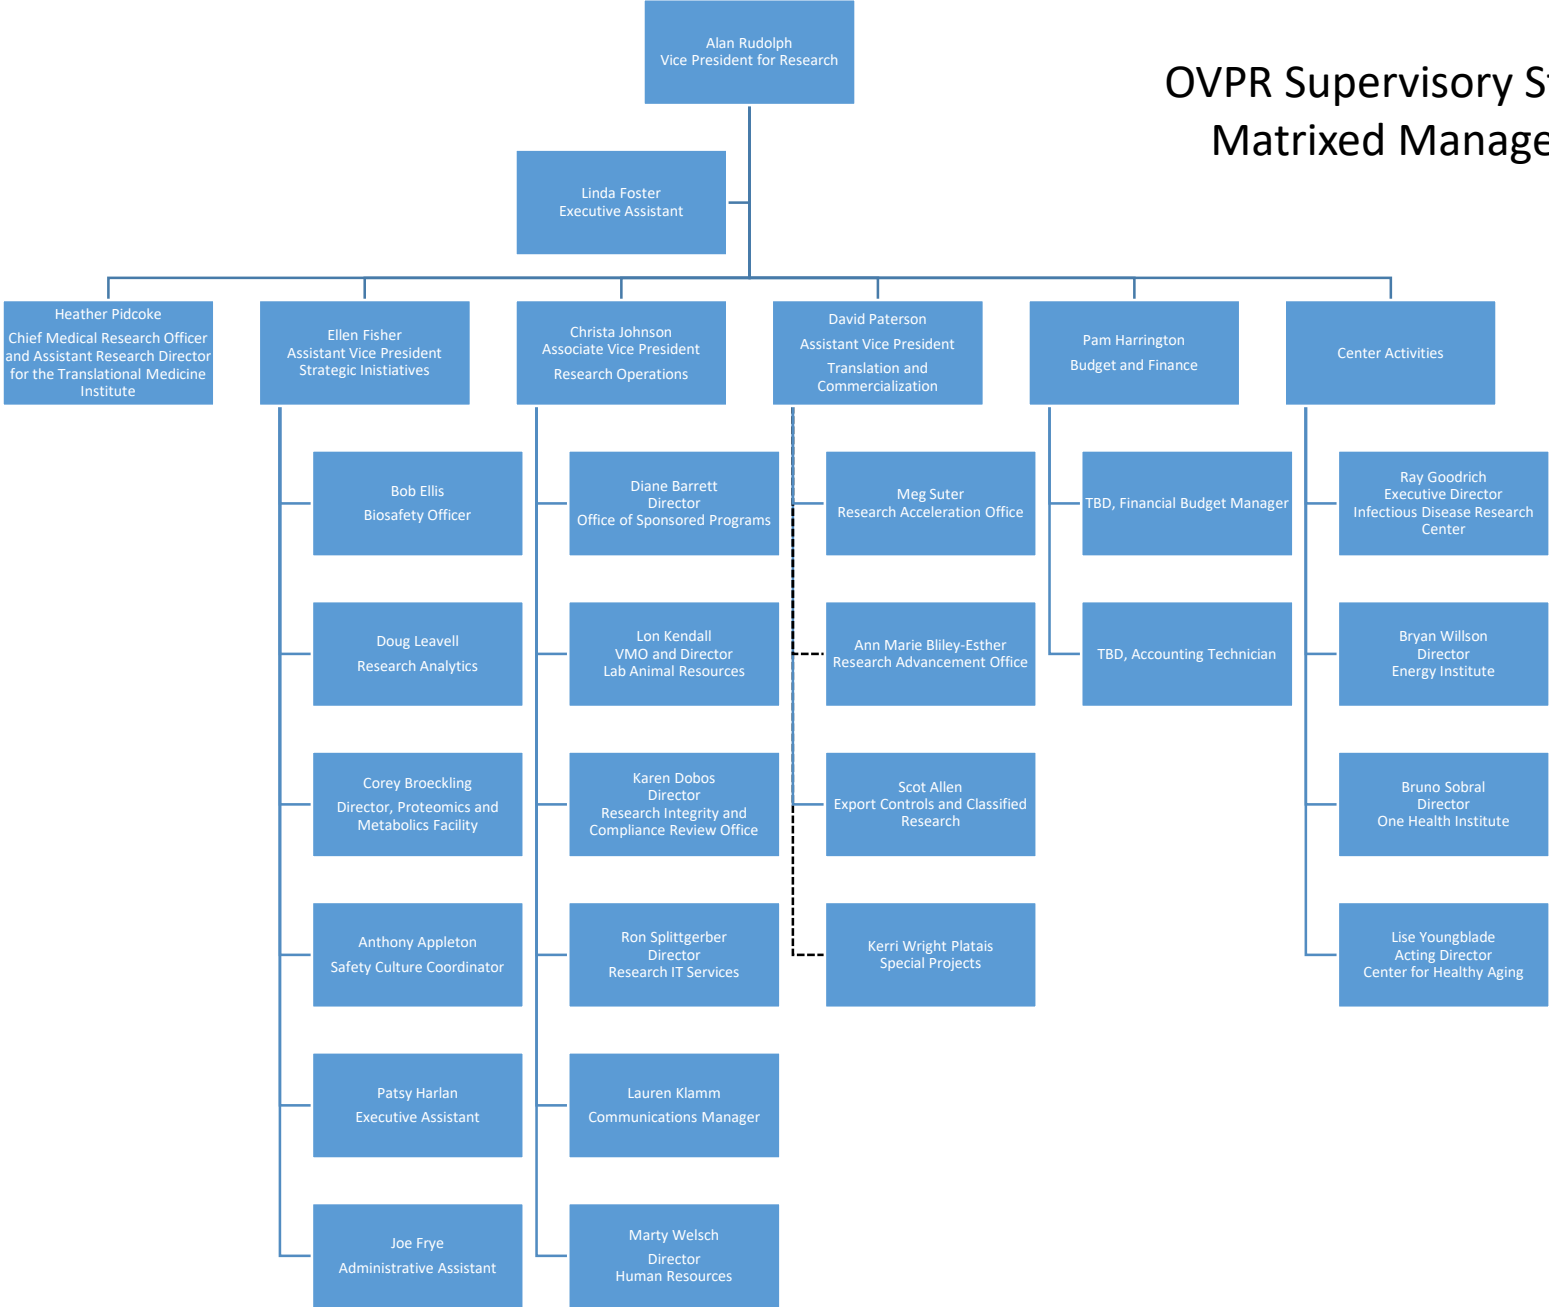 Alan Rudolph
Vice President for Research
OVPR Supervisory S
Matrixed Manage
Linda Foster
Executive Assistant
Heather Pidcoke
Chief Medical Research Officer
and Assistant Research Director
for the Translational Medicine
Institute
Ellen Fisher
Assistant Vice President
Strategic Inistiatives
Christa Johnson
Associate Vice President
Research Operations
David Paterson
Assistant Vice President
Translation and
Commercialization
Pam Harrington
Budget and Finance
Center Activities
Bob Ellis
Biosafety Officer
Diane Barrett
Director
Office of Sponsored Programs
Meg Suter
Research Acceleration Office
TBD, Financial Budget Manager
Ray Goodrich
Executive Director
Infectious Disease Research
Center
Doug Leavell
Research Analytics
Lon Kendall
VMO and Director
Lab Animal Resources
Ann Marie Bliley-Esther
Research Advancement Office
TBD, Accounting Technician
Bryan Willson
Director
Energy Institute
Corey Broeckling
Director, Proteomics and
Metabolics Facility
Karen Dobos
Director
Research Integrity and
Compliance Review Office
Scot Allen
Export Controls and Classified
Research
Bruno Sobral
Director
One Health Institute
Anthony Appleton
Safety Culture Coordinator
Ron Splittgerber
Director
Research IT Services
Kerri Wright Platais
Special Projects
Lise Youngblade
Acting Director
Center for Healthy Aging
Patsy Harlan
Executive Assistant
Lauren Klamm
Communications Manager
Joe Frye
Administrative Assistant
Marty Welsch
Director
Human Resources